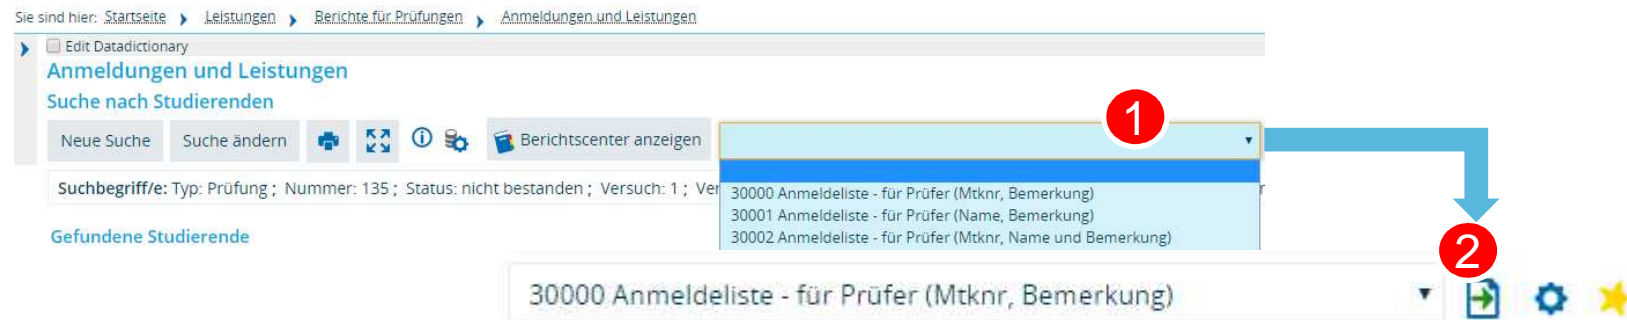 Sie sind hier: Startseite Leistungen Berichte für Prüfungen Anmeldungen und Leistungen
Edit Datadictionary
Anmeldungen und Leistungen
Suche nach Studierenden
1
Neue Suche Suche ändern Berichtscenter anzeigen
Suchbegriff/e: Typ: Prüfung ; Nummer: 135 ; Status: nicht bestanden ; Versuch: 1 ;
30000 Anmeldeliste - für Prüfer (Mtknr, Bemerkung)
30001 Anmeldeliste - für Prüfer (Name, Bemerkung)
30002 Anmeldeliste - für Prüfer (Mtknr, Name und Bemerkung)
Gefundene Studierende
2
30000 Anmeldeliste - für Prüfer (Mtknr, Bemerkung)